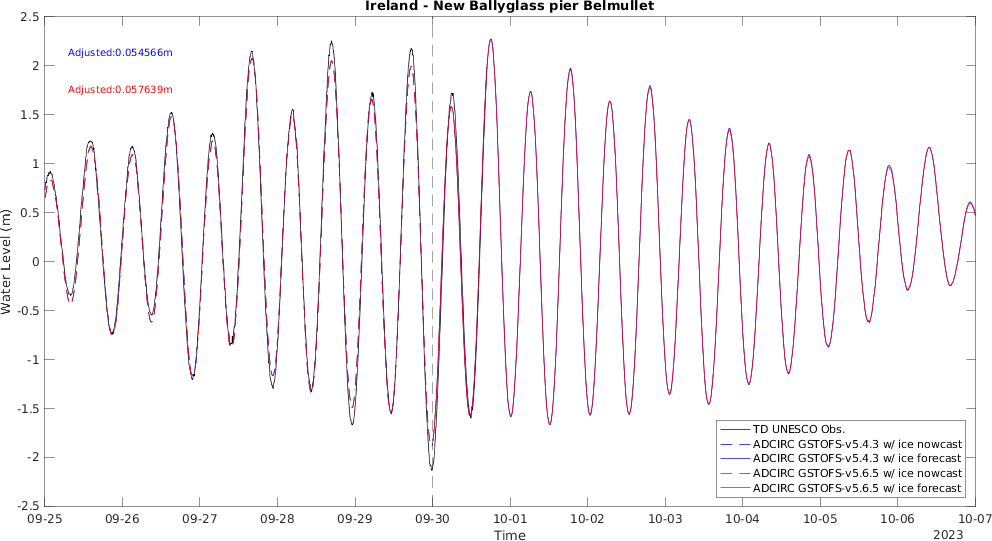 Ireland - New Ballyglass pier Belmullet
2.5
2
1.5
1
0.5
0
-0.5
-1
-1.5
-2
-2.5
Water Level (m)
Adjusted:0.054566m
Adjusted:0.057639m
TD UNESCO Obs.
ADCIRC GSTOFS-v5.4.3 w/ ice nowcast
ADCIRC GSTOFS-v5.4.3 w/ ice forecast
ADCIRC GSTOFS-v5.6.5 w/ ice nowcast
ADCIRC GSTOFS-v5.6.5 w/ ice forecast
09-25 09-26 09-27 09-28 09-29 09-30 10-01 10-02 10-03 10-04 10-05 10-06 10-07
Time
2023